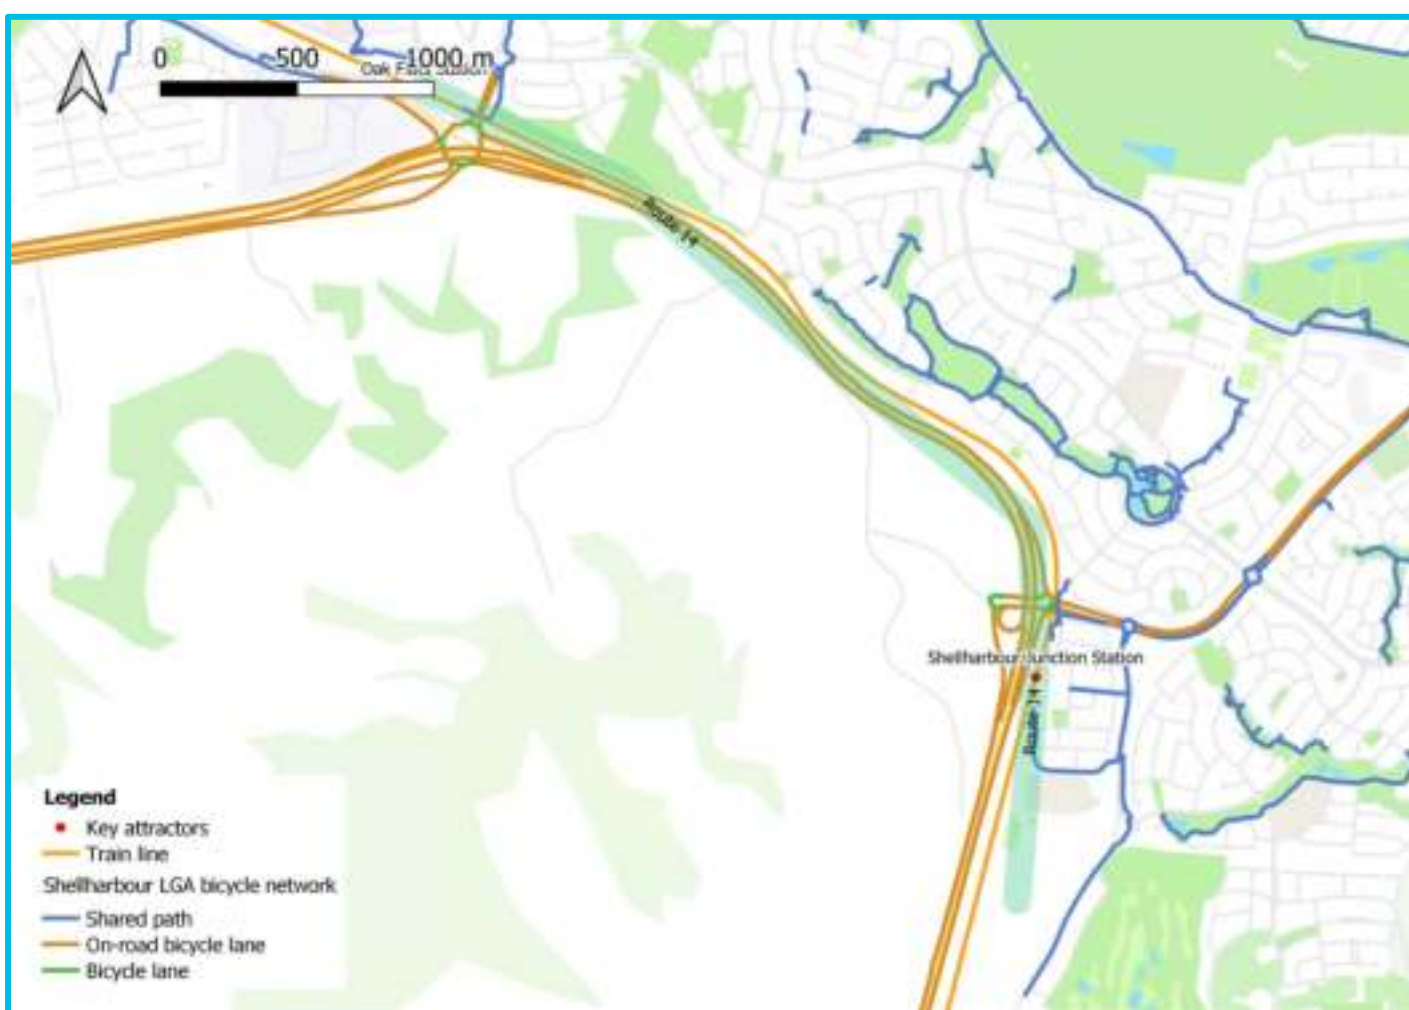 0 500 1000 m
Oak Flats Station
Route 14
Shellharbour Junction Station
Route 14
Legend
Key attractors
Train line
Shellharbour LGA bicycle network
Shared path
On-road bicycle lane
Bicycle lane